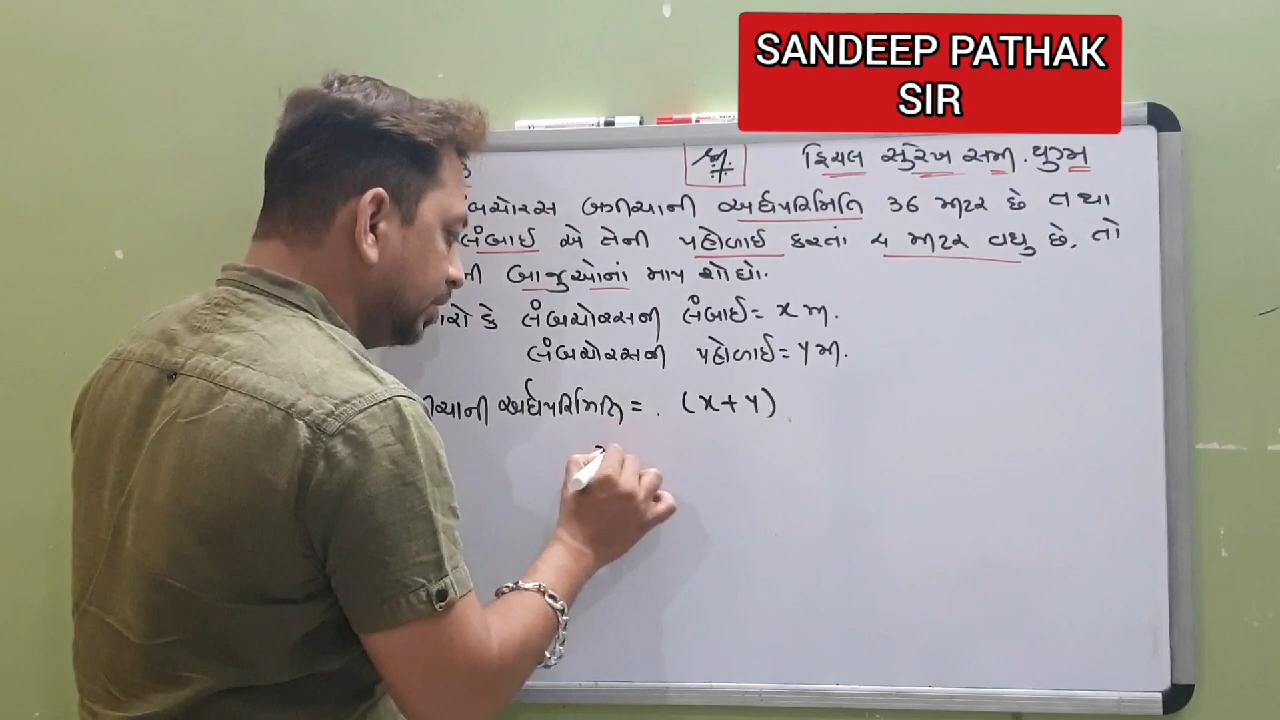 SANDEEP PATHAK
SIR
દ્વિચલ સુરેખ સમી. યુગ્મ
લંબચોરસ બગીચાની અર્ધપરિમિતિ 36 મીટર છે તથા
લંબાઈ એ તેની પહોળાઈ કરતાં 4 મીટર વધુ છે. તો
ની બાજુઓનાં માપ શોધો.
ધારો કે લંબચોરસની લંબાઈ = x મી.
લંબચોરસની પહોળાઈ = y મી.
બગીચાની અર્ધપરિમિતિ = (x + y)